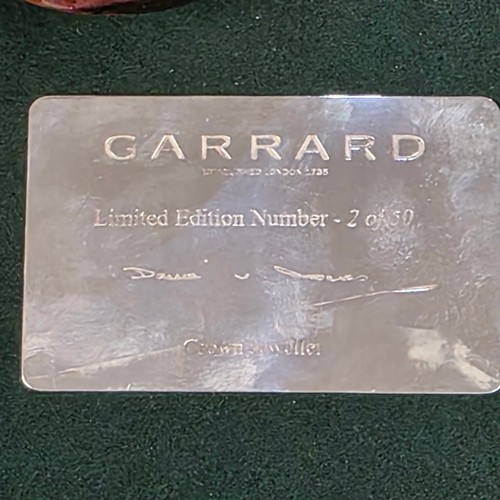 GARRARD
ESTABLISHED LONDON 1735
Limited Edition Number - 2 of 50
Crown Jeweller